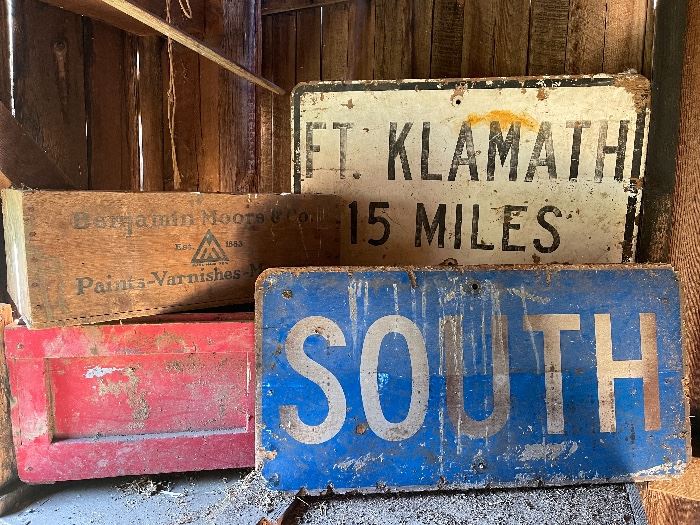 FT. KLAMATH
15 MILES
Benjamin Moore & Co.
Est. 1883
Paints-Varnishes-
SOUTH